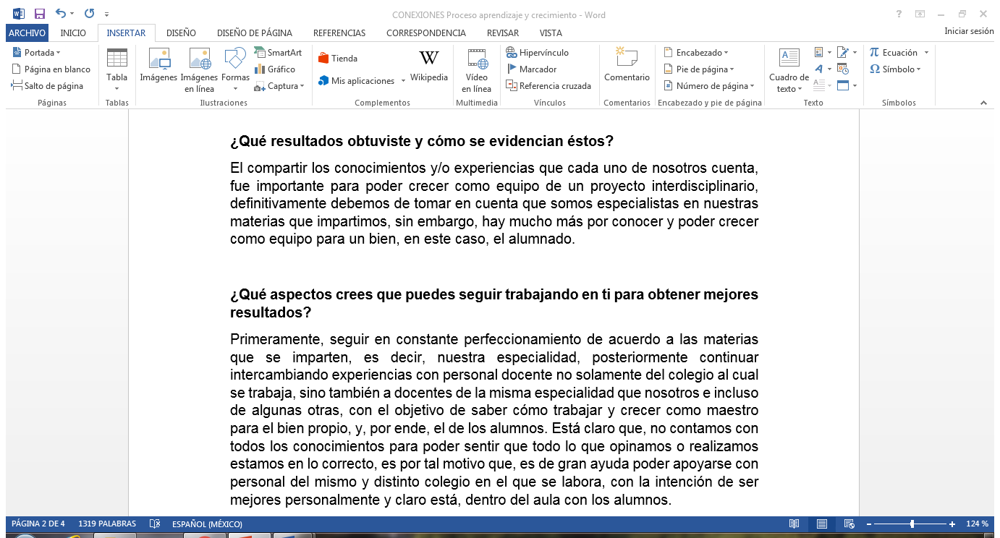 CONEXIONES Proceso aprendizaje y crecimiento - Word
ARCHIVO INICIO INSERTAR DISEÑO DISEÑO DE PÁGINA REFERENCIAS CORRESPONDENCIA REVISAR VISTA Iniciar sesión
Portada
Página en blanco
Salto de página
Páginas
Tabla
Tablas
Imágenes
Imágenes en línea
Formas
SmartArt
Gráfico
Captura
Ilustraciones
Tienda
Mis aplicaciones
W
Wikipedia
Complementos
Vídeo
en línea
Multimedia
Hipervínculo
Marcador
Referencia cruzada
Vínculos
Comentario
Comentarios
Encabezado
Pie de página
Número de página
Encabezado y pie de página
Cuadro de
texto
Texto
π Ecuación
Ω Símbolo
Símbolos
¿Qué resultados obtuviste y cómo se evidencian éstos?
El compartir los conocimientos y/o experiencias que cada uno de nosotros cuenta,
fue importante para poder crecer como equipo de un proyecto interdisciplinario,
definitivamente debemos de tomar en cuenta que somos especialistas en nuestras
materias que impartimos, sin embargo, hay mucho más por conocer y poder crecer
como equipo para un bien, en este caso, el alumnado.
¿Qué aspectos crees que puedes seguir trabajando en ti para obtener mejores
resultados?
Primeramente, seguir en constante perfeccionamiento de acuerdo a las materias
que se imparten, es decir, nuestra especialidad, posteriormente continuar
intercambiando experiencias con personal docente no solamente del colegio al cual
se trabaja, sino también a docentes de la misma especialidad que nosotros e incluso
de algunas otras, con el objetivo de saber cómo trabajar y crecer como maestro
para el bien propio, y, por ende, el de los alumnos. Está claro que, no contamos con
todos los conocimientos para poder sentir que todo lo que opinamos o realizamos
estamos en lo correcto, es por tal motivo que, es de gran ayuda poder apoyarse con
personal del mismo y distinto colegio en el que se labora, con la intención de ser
mejores personalmente y claro está, dentro del aula con los alumnos.
PÁGINA 2 DE 4 1319 PALABRAS ESPAÑOL (MÉXICO) 124 %